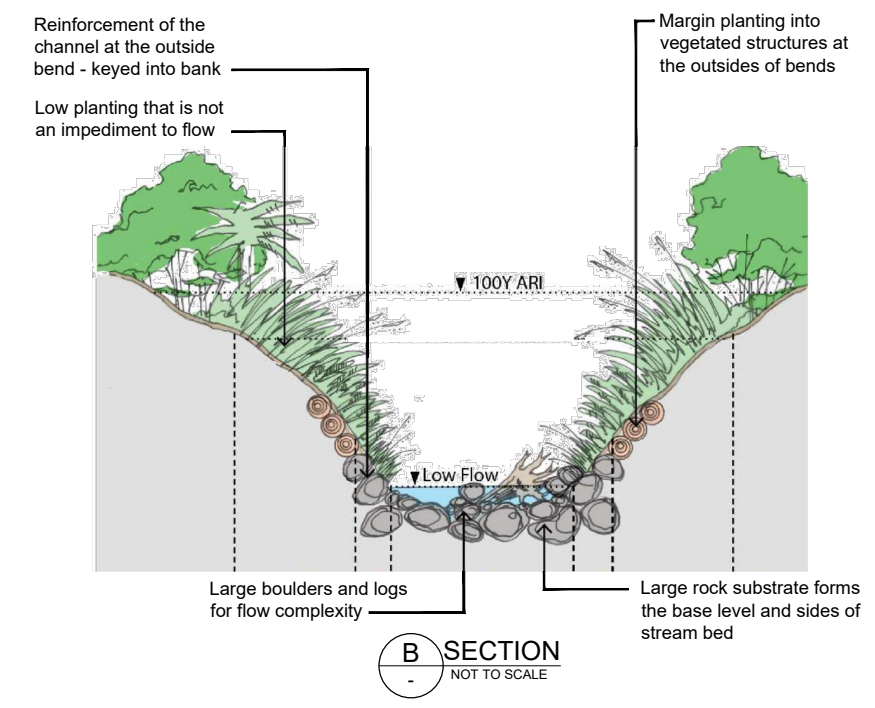 Reinforcement of the
channel at the outside
bend - keyed into bank
Low planting that is not
an impediment to flow
Margin planting into
vegetated structures at
the outsides of bends
100Y ARI
Low Flow
Large boulders and logs
for flow complexity
Large rock substrate forms
the base level and sides of
stream bed
B
-
SECTION
NOT TO SCALE